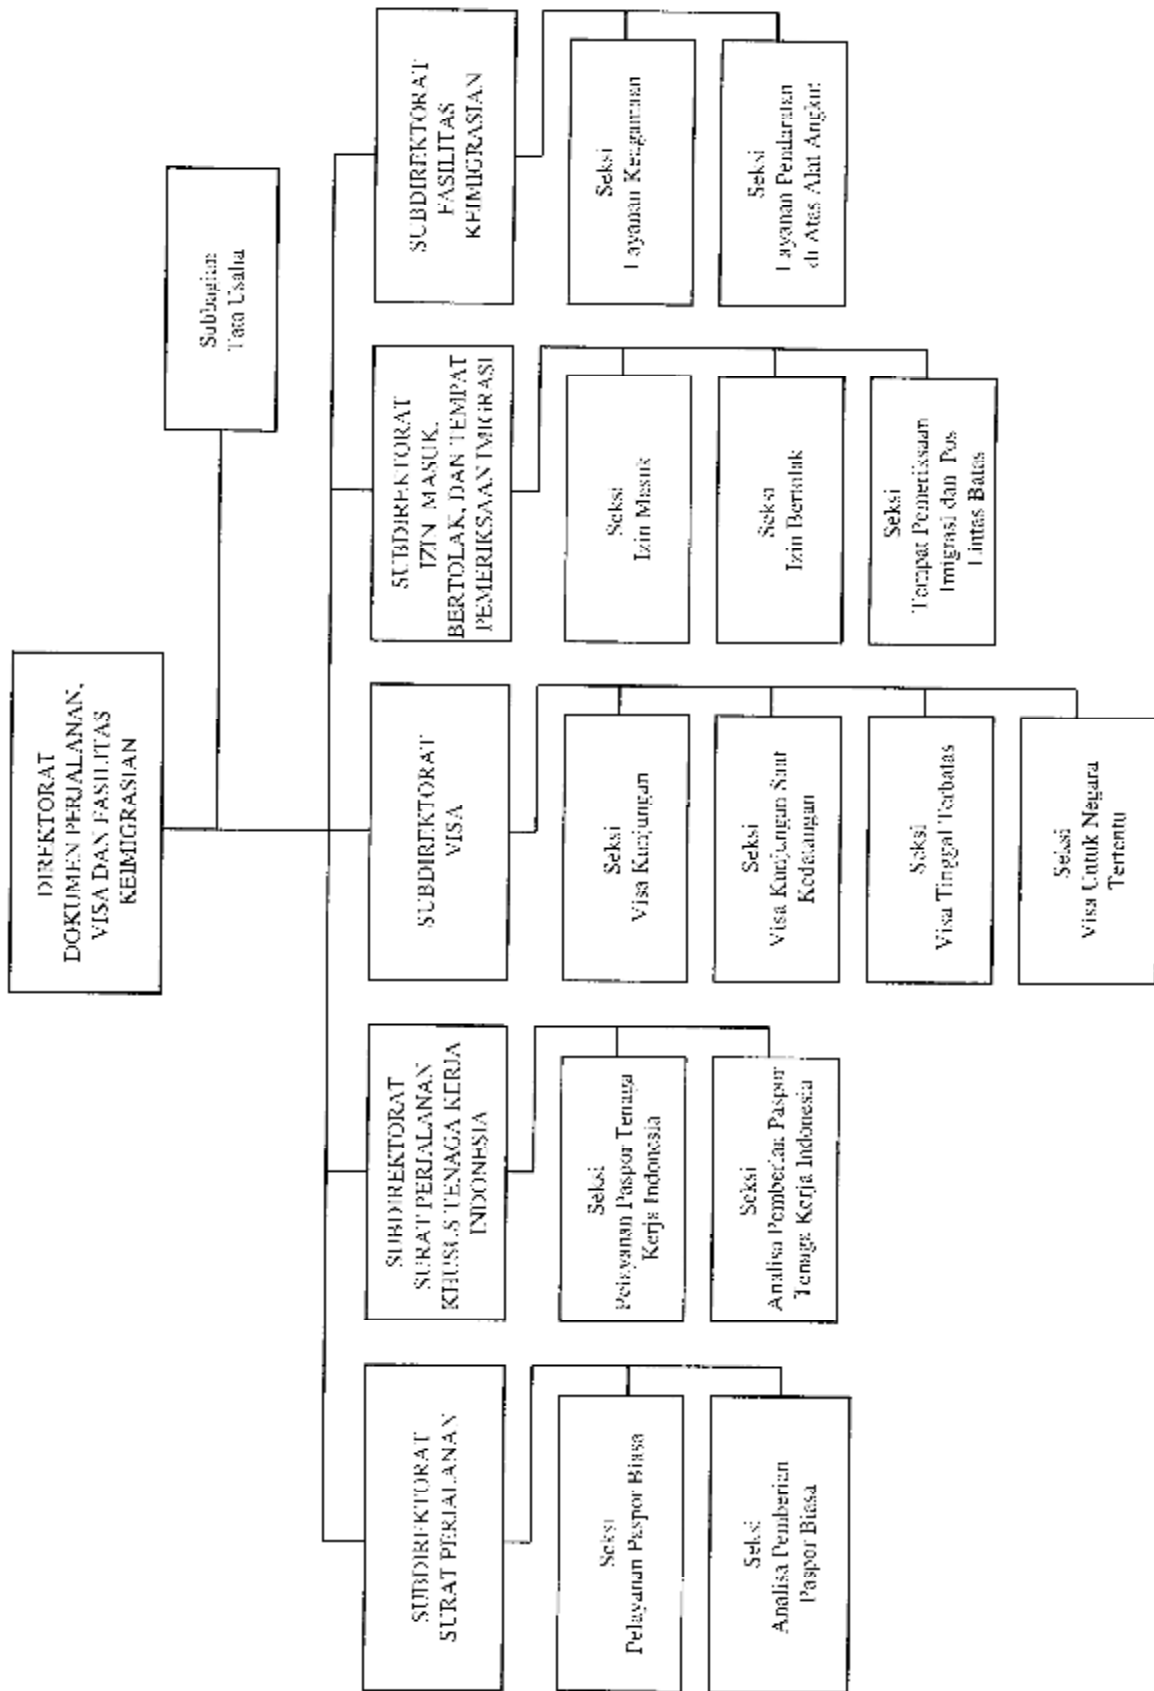 DIREKTORAT
DOKUMEN PERJALANAN,
VISA DAN FASILITAS
KEIMIGRASIAN
Subbagian
Tata Usaha
SUBDIREKTORAT
SURAT PERJALANAN
Seksi
Pelayanan Paspor Biasa
Seksi
Analisa Pemberian
Paspor Biasa
SUBDIREKTORAT
SURAT PERJALANAN
KHUSUS TENAGA KERJA
INDONESIA
Seksi
Pelayanan Paspor Tenaga
Kerja Indonesia
Seksi
Analisa Pemberian Paspor
Tenaga Kerja Indonesia
SUBDIREKTORAT
VISA
Seksi
Visa Kunjungan
Seksi
Visa Kunjungan Saat
Kedatangan
Seksi
Visa Tinggal Terbatas
Seksi
Visa Untuk Negara
Tertentu
SUBDIREKTORAT
IZIN MASUK,
BERTOLAK, DAN TEMPAT
PEMERIKSAAN IMIGRASI
Seksi
Izin Masuk
Seksi
Izin Bertolak
Seksi
Tempat Pemeriksaan
Imigrasi dan Pos
Lintas Batas
SUBDIREKTORAT
FASILITAS
KEIMIGRASIAN
Seksi
Layanan Keagamaan
Seksi
Layanan Pendaratan
di Atas Alat Angkut